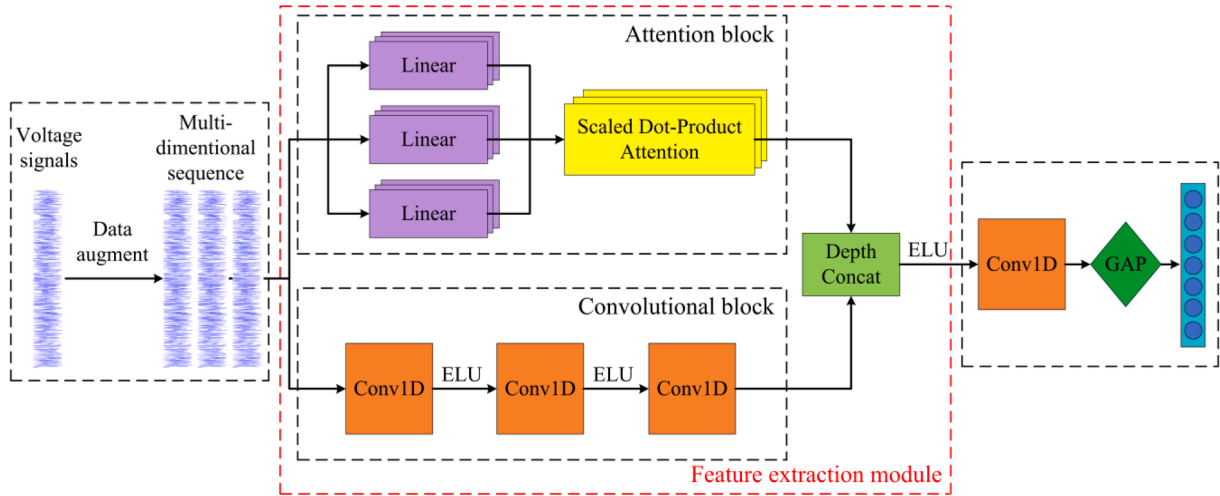 Voltage
signals
Multi-
dimentional
sequence
Data
augment
Attention block
Linear
Linear
Linear
Scaled Dot-Product
Attention
Convolutional block
Conv1D
ELU
Conv1D
ELU
Conv1D
Depth
Concat
ELU
Feature extraction module
Conv1D
GAP